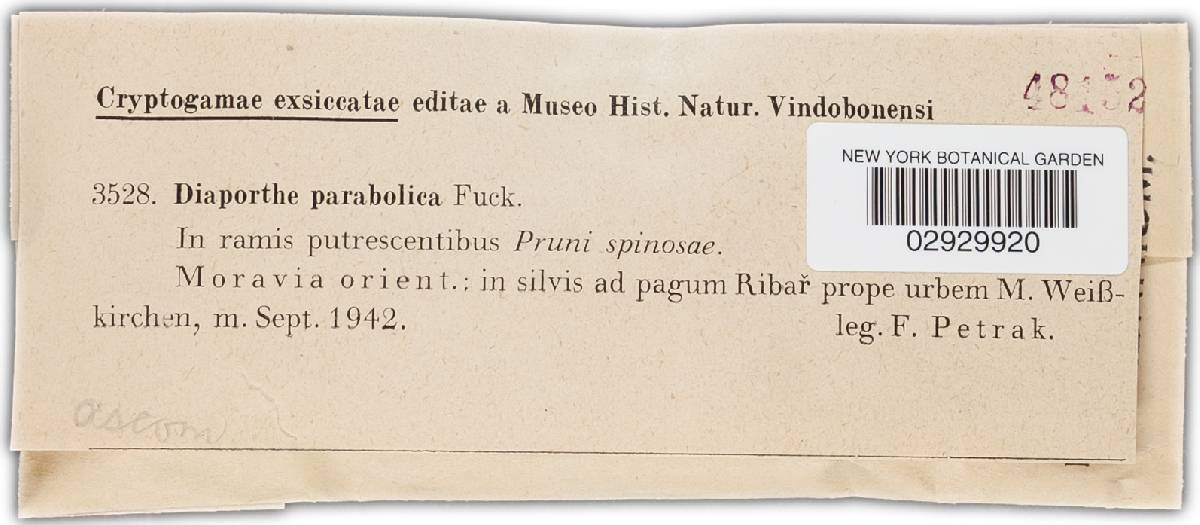 Cryptogamae exsiccatae editae a Museo Hist. Natur. Vindobonensi
NEW YORK BOTANICAL GARDEN
02929920
3528. Diaporthe parabolica Fuck.
In ramis putrescentibus Pruni spinosae.
Moravia orient.: in silvis ad pagum Ribař prope urbem M. Weiß-
kirchen, m. Sept. 1942. leg. F. Petrak.
ascom